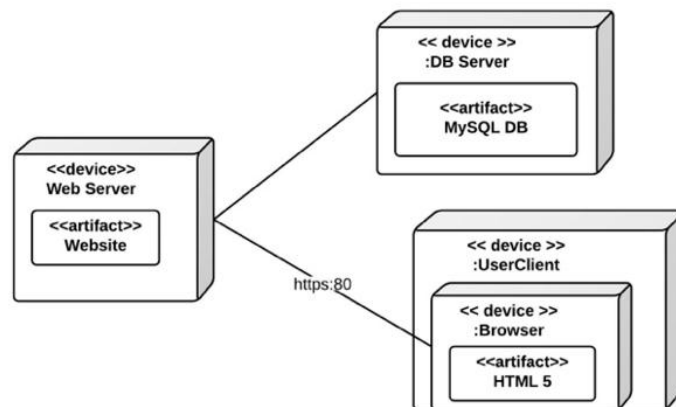 << device >>
:DB Server
<<artifact>>
MySQL DB
<<device>>
Web Server
<<artifact>>
Website
https:80
<< device >>
:UserClient
<< device >>
:Browser
<<artifact>>
HTML 5